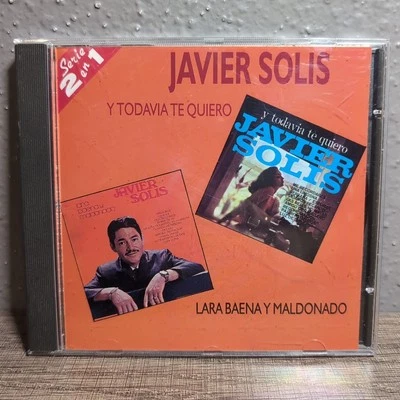 Serie
2 en 1
JAVIER SOLIS
Y TODAVIA TE QUIERO
y todavia te quiero
JAVIER
SOLIS
JAVIER
SOLIS
LARA BAENA Y MALDONADO